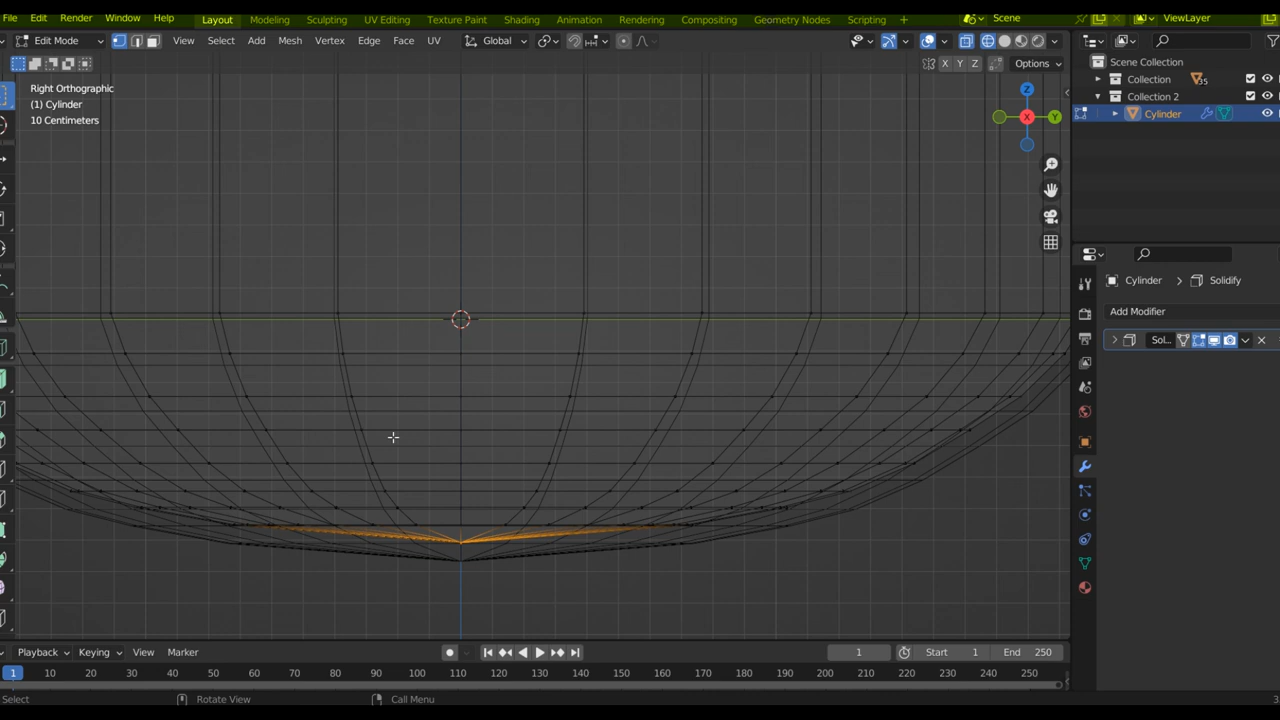 File Edit Render Window Help Layout Modeling Sculpting UV Editing Texture Paint Shading Animation Rendering Compositing Geometry Nodes Scripting + Scene ViewLayer
Edit Mode View Select Add Mesh Vertex Edge Face UV Global
X Y Z Options
Right Orthographic
(1) Cylinder
10 Centimeters
Z
X
Y
Scene Collection
Collection 35
Collection 2
Cylinder
Cylinder > Solidify
Add Modifier
Sol...
Playback Keying View Marker 1 Start 1 End 250
1 10 20 30 40 50 60 70 80 90 100 110 120 130 140 150 160 170 180 190 200 210 220 230 240 250
Select Rotate View Call Menu 3